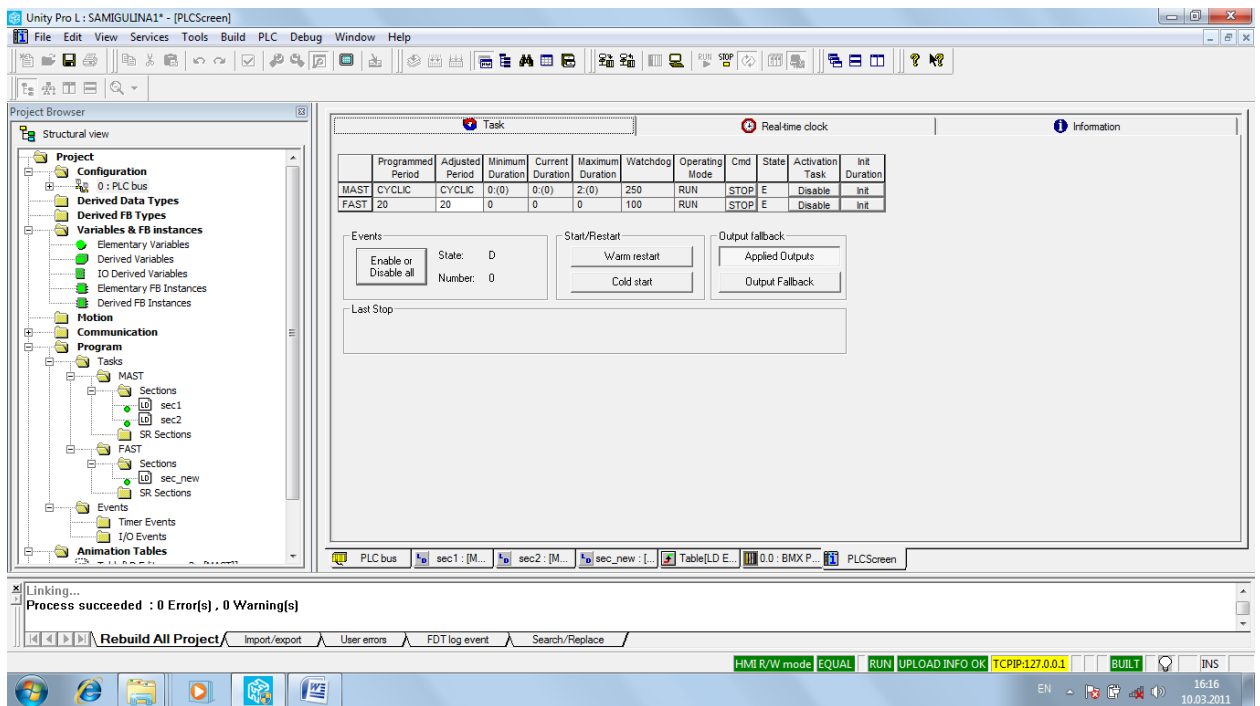 Unity Pro L : SAMIGULINA1* - [PLCScreen]
File Edit View Services Tools Build PLC Debug Window Help
RUN STOP
Project Browser
Structural view
Project
Configuration
0 : PLC bus
Derived Data Types
Derived FB Types
Variables & FB instances
Elementary Variables
Derived Variables
IO Derived Variables
Elementary FB Instances
Derived FB Instances
Motion
Communication
Program
Tasks
MAST
Sections
sec1
sec2
SR Sections
FAST
Sections
sec_new
SR Sections
Events
Timer Events
I/O Events
Animation Tables
Task Real-time clock Information
Programmed Period Adjusted Period Minimum Duration Current Duration Maximum Duration Watchdog Operating Mode Cmd State Activation Task Init Duration
MAST CYCLIC CYCLIC 0:(0) 0:(0) 2:(0) 250 RUN STOP E Disable Init
FAST 20 20 0 0 0 100 RUN STOP E Disable Init
Events Start/Restart Output fallback
Enable or Disable all State: D Warm restart Applied Outputs
Number: 0 Cold start Output Fallback
Last Stop
PLC bus sec1 : [M... sec2 : [M... sec_new : [... Table[LD E... 0.0 : BMX P... PLCScreen
Linking...
Process succeeded : 0 Error(s) , 0 Warning(s)
Rebuild All Project Import/export User errors FDT log event Search/Replace
HMI R/W mode EQUAL RUN UPLOAD INFO OK TCPIP:127.0.0.1 BUILT INS
EN 16:16
10.03.2011